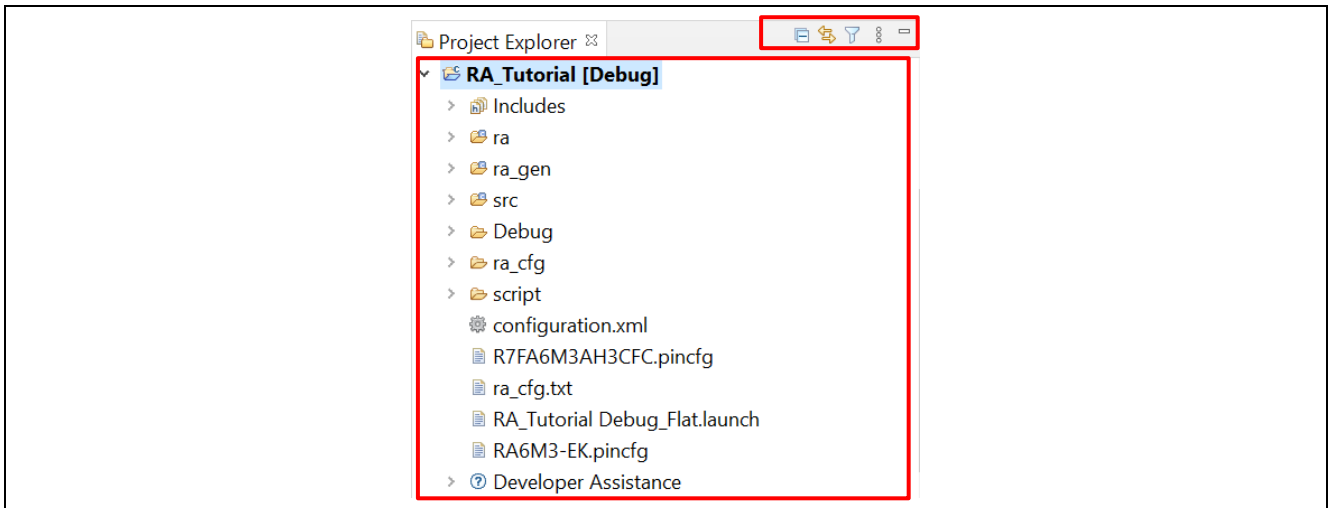 Project Explorer
RA_Tutorial [Debug]
Includes
ra
ra_gen
src
Debug
ra_cfg
script
configuration.xml
R7FA6M3AH3CFC.pincfg
ra_cfg.txt
RA_Tutorial Debug_Flat.launch
RA6M3-EK.pincfg
Developer Assistance